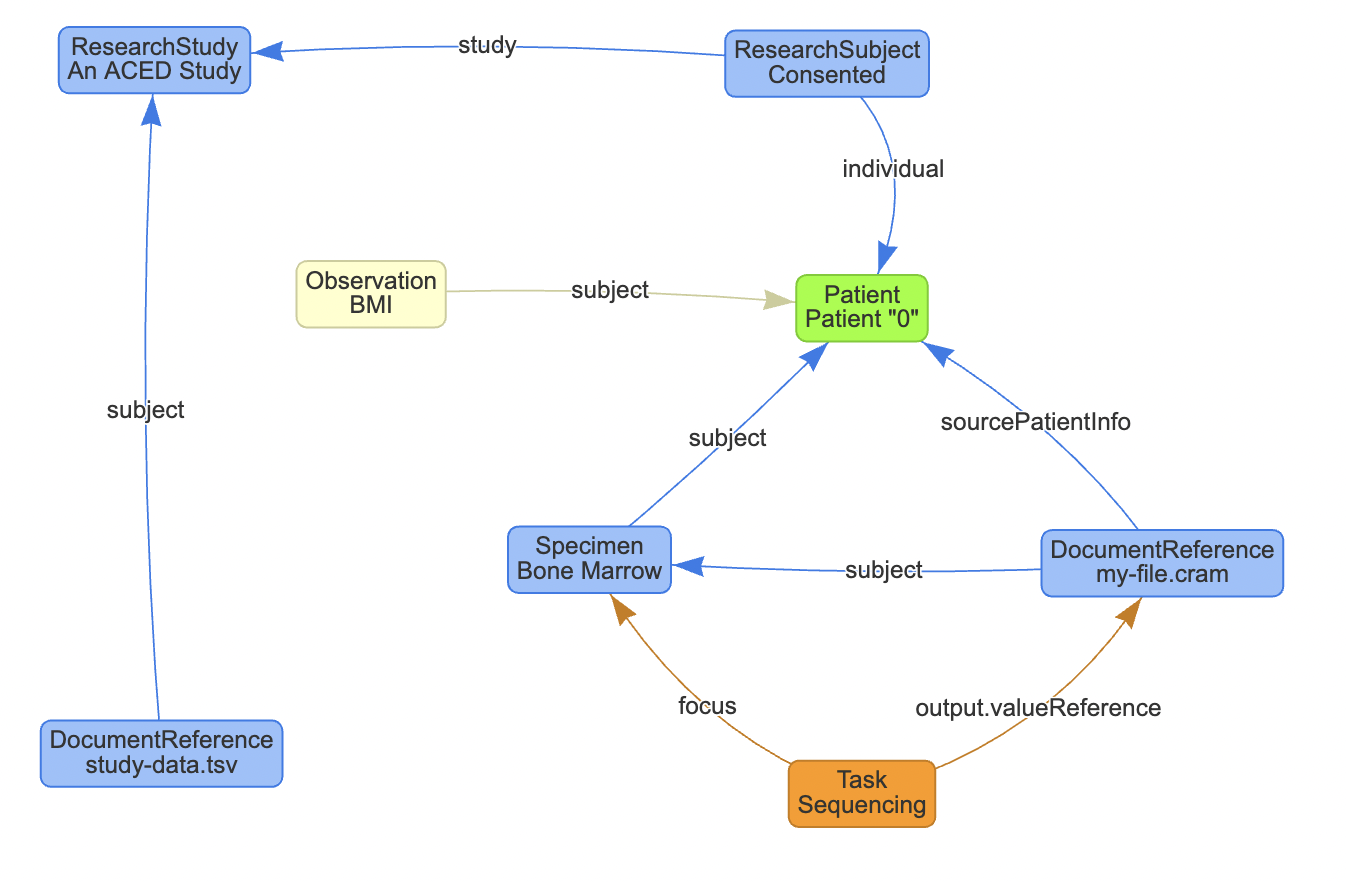 ResearchStudy
An ACED Study
study
ResearchSubject
Consented
individual
Observation
BMI
subject
Patient
Patient "0"
subject
subject
sourcePatientInfo
Specimen
Bone Marrow
subject
DocumentReference
my-file.cram
focus
output.valueReference
DocumentReference
study-data.tsv
Task
Sequencing